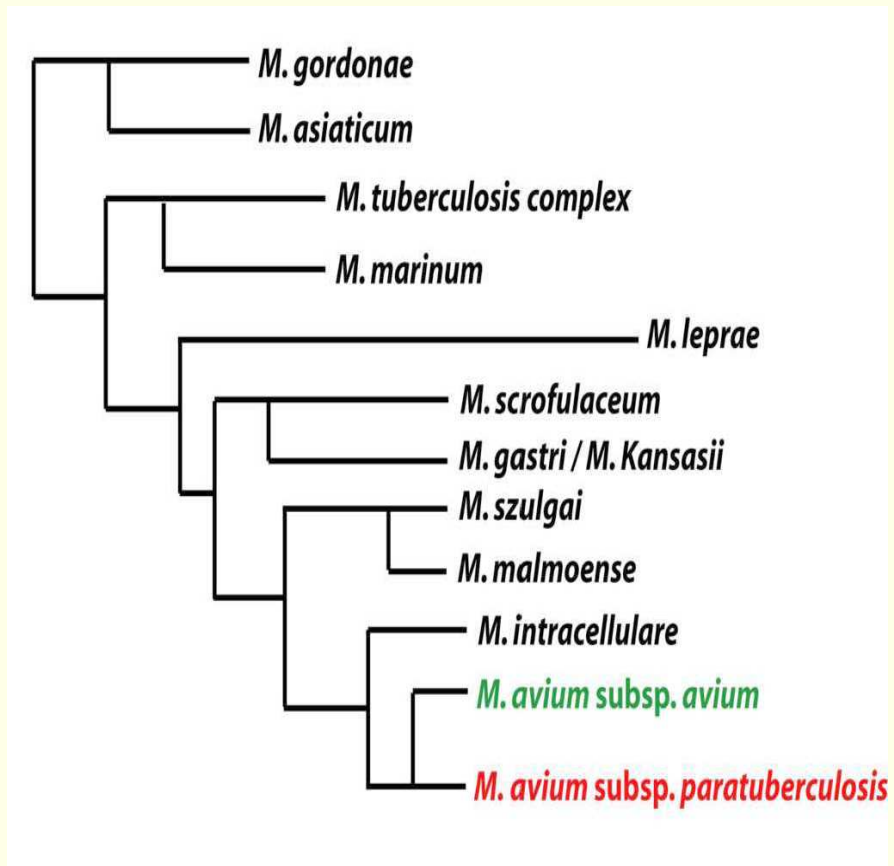 M. gordonae
M. asiaticum
M. tuberculosis complex
M. marinum
M. leprae
M. scrofulaceum
M. gastri / M. Kansasii
M. szulgai
M. malmoense
M. intracellulare
M. avium subsp. avium
M. avium subsp. paratuberculosis